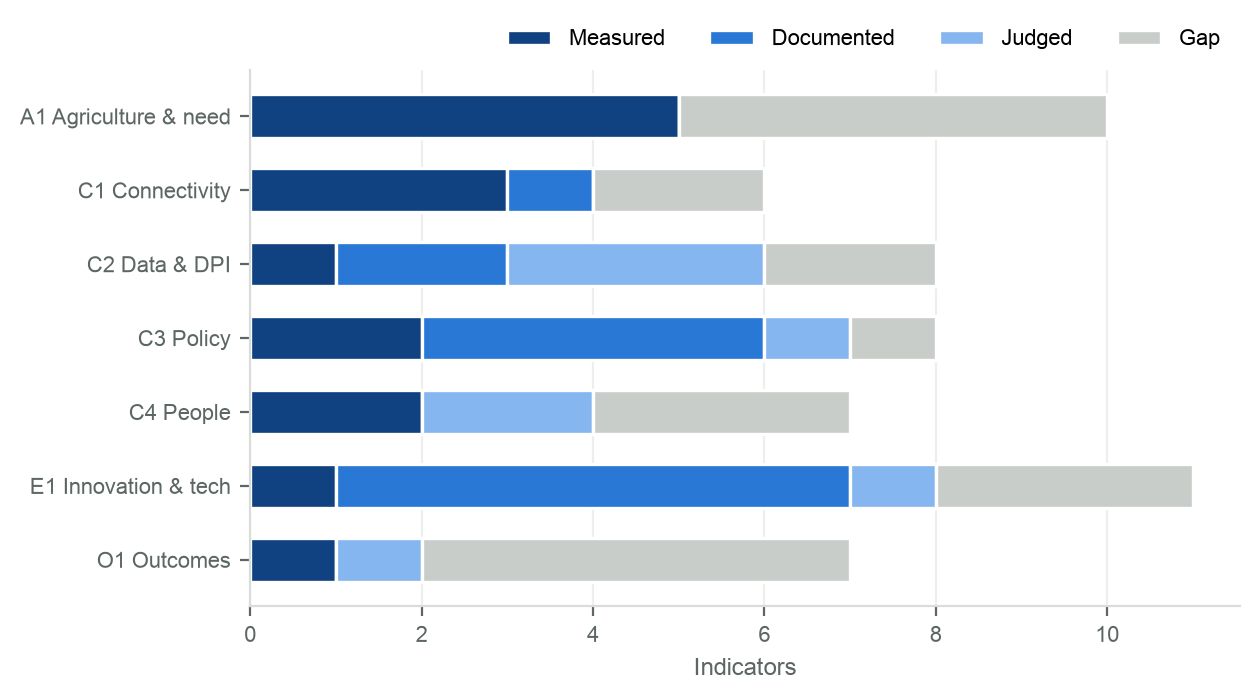 Measured Documented Judged Gap
A1 Agriculture & need
C1 Connectivity
C2 Data & DPI
C3 Policy
C4 People
E1 Innovation & tech
O1 Outcomes
0 2 4 6 8 10
Indicators